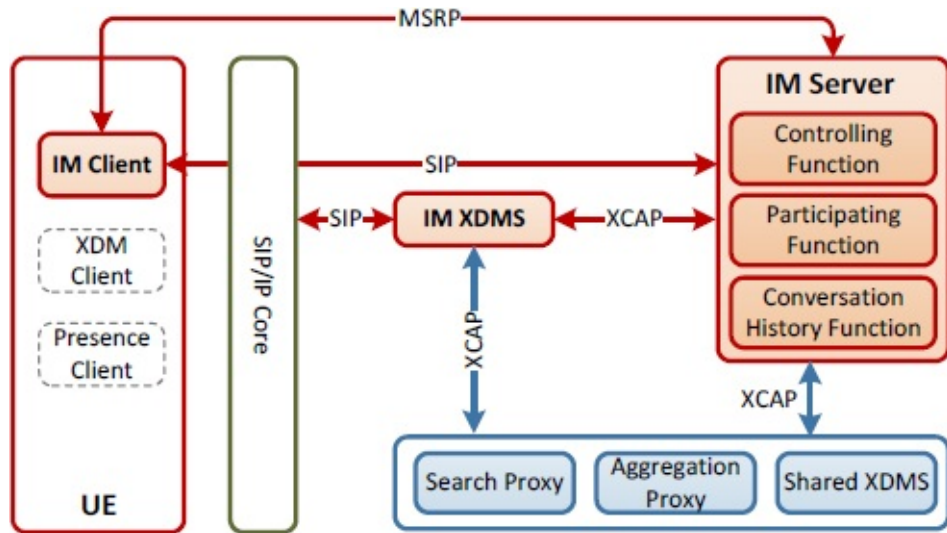 MSRP
IM Server
Controlling
Function
IM Client
SIP
SIP
IM XDMS
XCAP
Participating
Function
XDM
Client
SIP/IP Core
Conversation
History Function
Presence
Client
XCAP
XCAP
Search Proxy
Aggregation
Proxy
Shared XDMS
UE